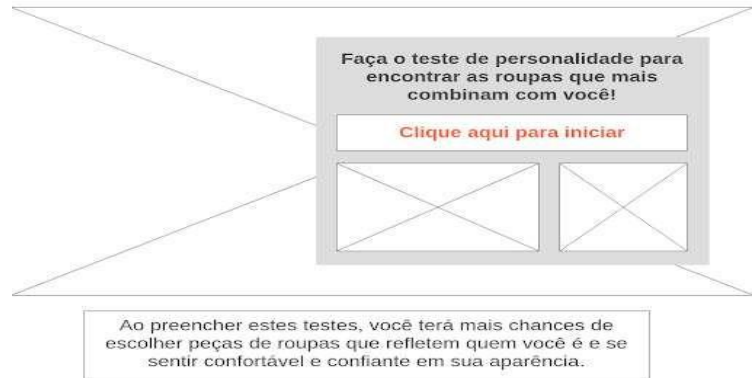 Faça o teste de personalidade para
encontrar as roupas que mais
combinam com você!
Clique aqui para iniciar
Ao preencher estes testes, você terá mais chances de
escolher peças de roupas que refletem quem você é e se
sentir confortável e confiante em sua aparência.